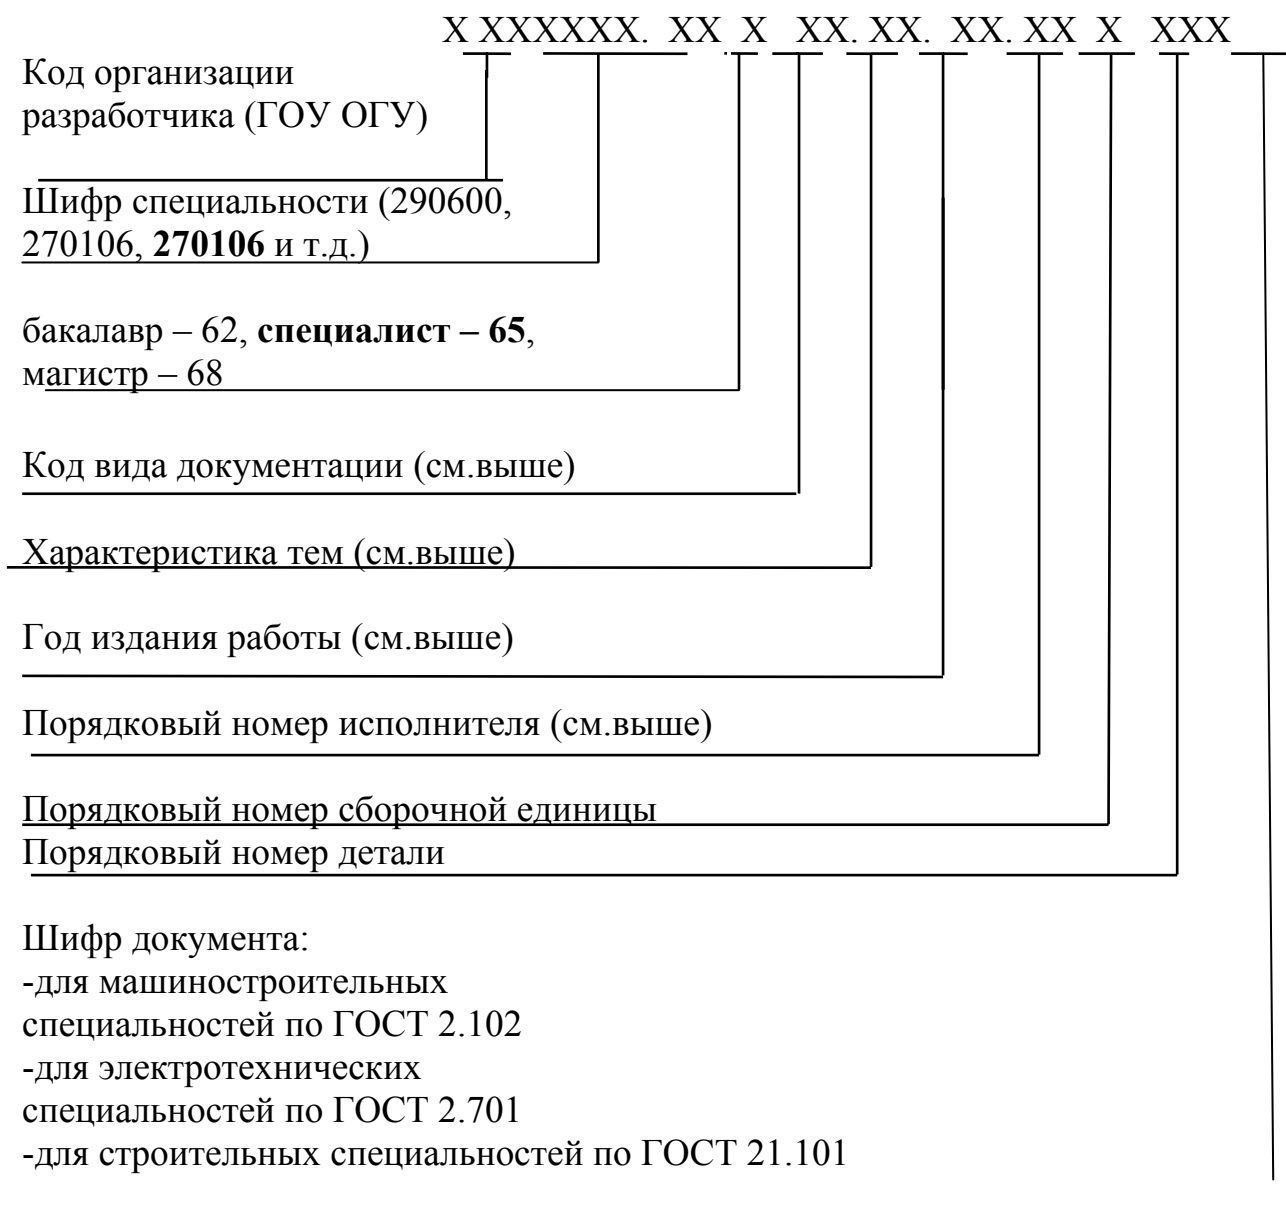 Х ХХХХХХ. ХХ Х ХХ. ХХ. ХХ. ХХ Х ХХХ
Код организации
разработчика (ГОУ ОГУ)
Шифр специальности (290600,
270106, 270106 и т.д.)
бакалавр – 62, специалист – 65,
магистр – 68
Код вида документации (см.выше)
Характеристика тем (см.выше)
Год издания работы (см.выше)
Порядковый номер исполнителя (см.выше)
Порядковый номер сборочной единицы
Порядковый номер детали
Шифр документа:
-для машиностроительных
специальностей по ГОСТ 2.102
-для электротехнических
специальностей по ГОСТ 2.701
-для строительных специальностей по ГОСТ 21.101